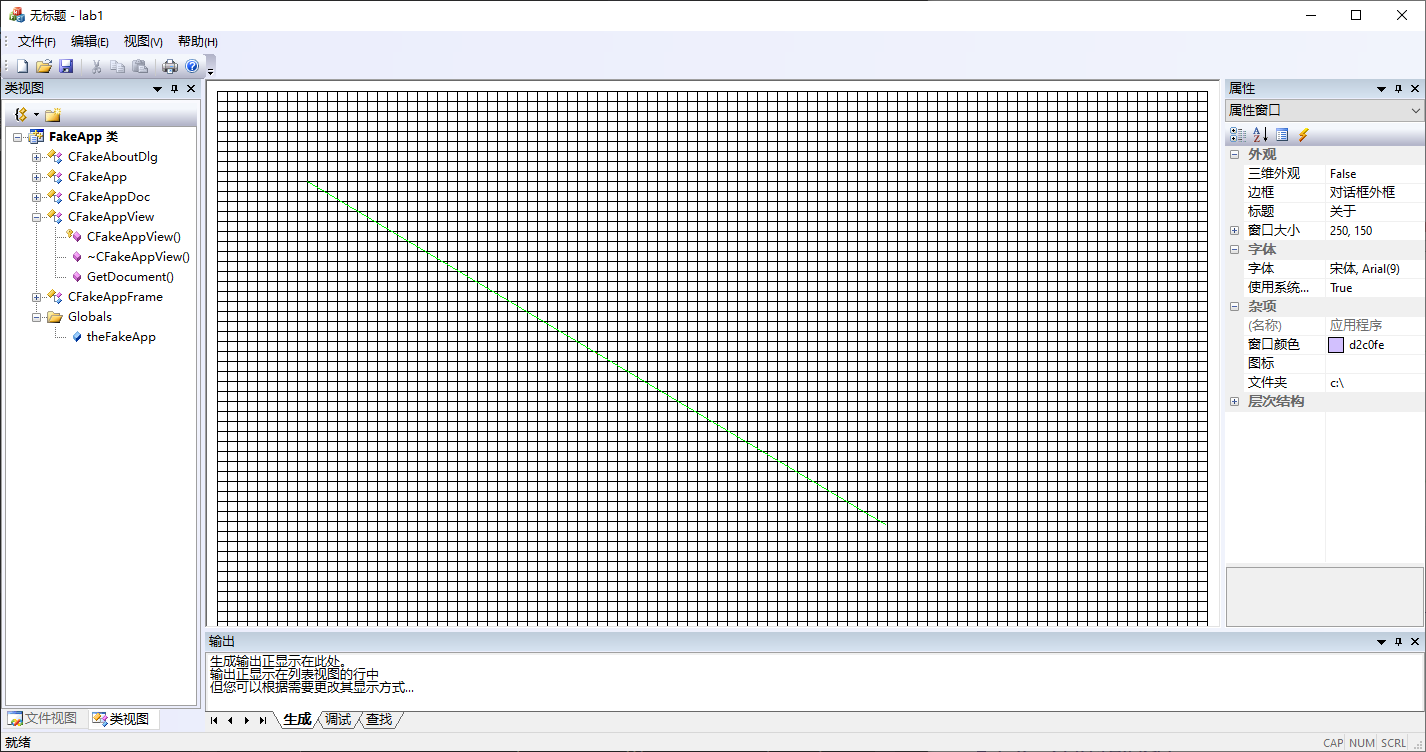 无标题 - lab1
文件(F) 编辑(E) 视图(V) 帮助(H)
类视图
FakeApp 类
CFakeAboutDlg
CFakeApp
CFakeAppDoc
CFakeAppView
CFakeAppView()
~CFakeAppView()
GetDocument()
CFakeAppFrame
Globals
theFakeApp
文件视图 类视图
属性
属性窗口
外观
三维外观 False
边框 对话框外框
标题 关于
窗口大小 250, 150
字体
字体 宋体, Arial(9)
使用系统... True
杂项
(名称) 应用程序
窗口颜色 d2c0fe
图标
文件夹 c:\
层次结构
输出
生成输出正显示在此处。
输出正显示在列表视图的行中
但您可以根据需要更改其显示方式...
生成 调试 查找
就绪
CAP NUM SCRL